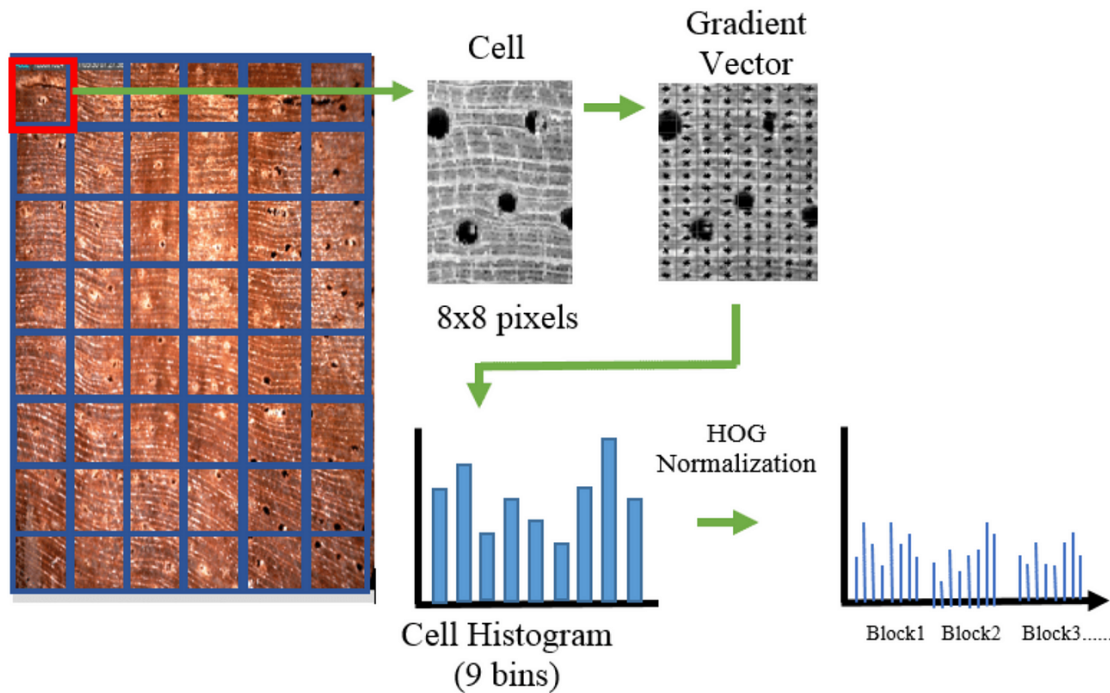 Cell
Gradient
Vector
8x8 pixels
HOG
Normalization
Cell Histogram
(9 bins)
Block1
Block2
Block3......